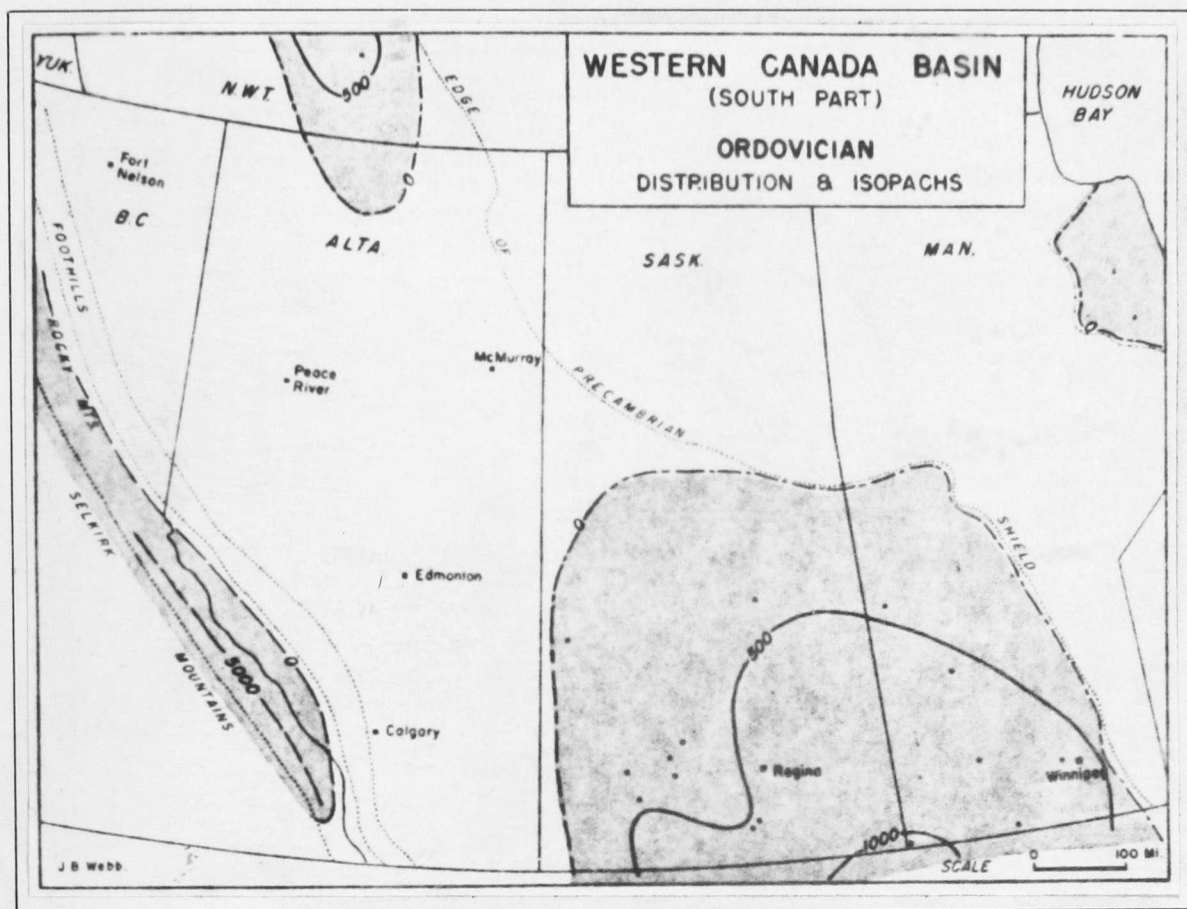 WESTERN CANADA BASIN
(SOUTH PART)
ORDOVICIAN
DISTRIBUTION & ISOPACHS
YUK.
N.W.T.
500
EDGE
HUDSON
BAY
Fort
Nelson
B.C
0
ALTA.
OF
SASK.
MAN.
0
FOOTHILLS
ROCKY
MTS.
Peace
River
McMurray
PRECAMBRIAN
SELKIRK
0
SHIELD
Edmonton
0
5000
MOUNTAINS
500
Calgary
Regina
Winnipeg
1000
J B Webb
SCALE
0 100 MI.